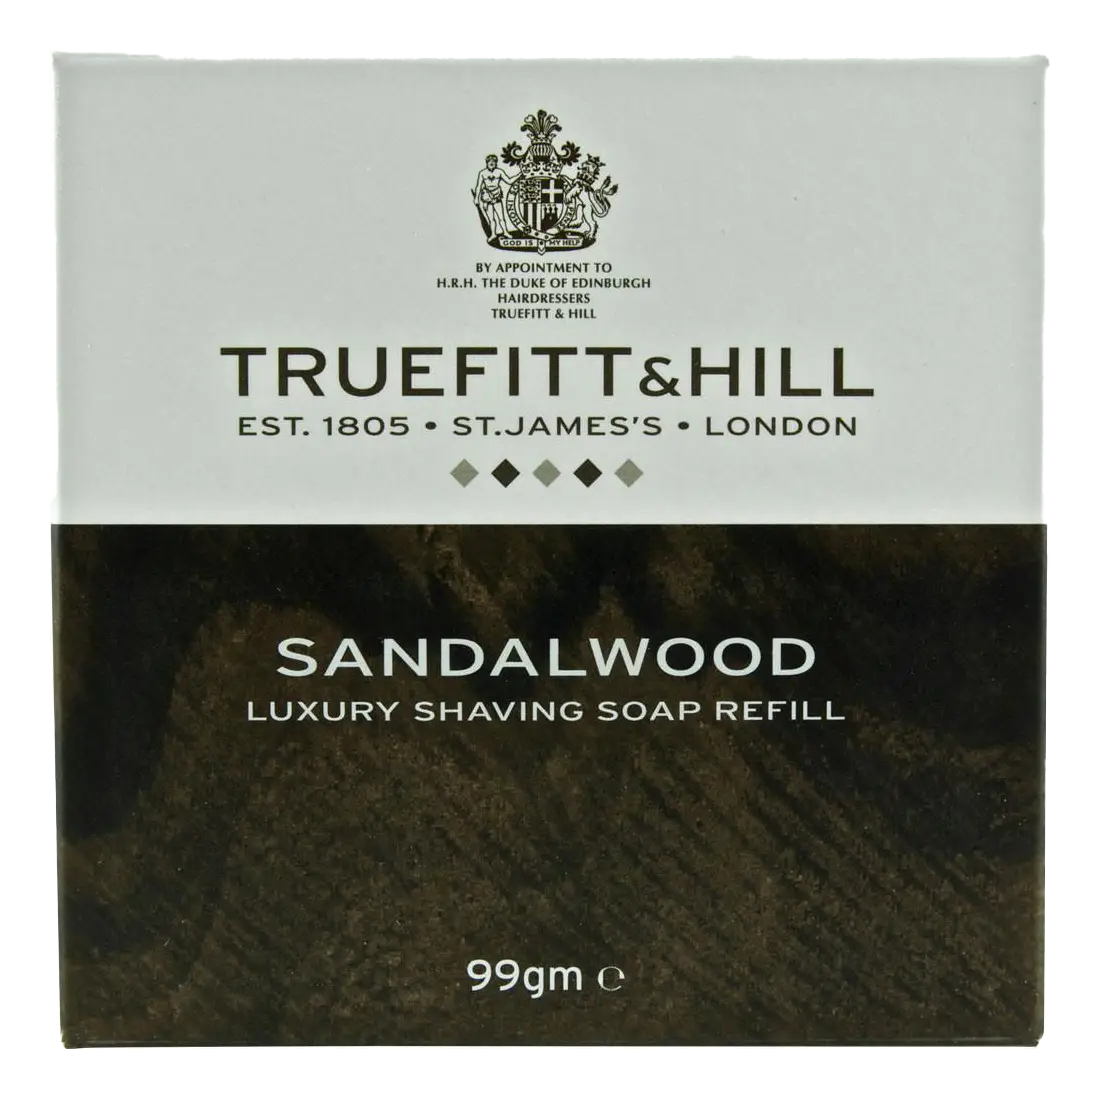 GOD IS MY HELP
BY APPOINTMENT TO
H.R.H. THE DUKE OF EDINBURGH
HAIRDRESSERS
TRUEFITT & HILL
TRUEFITT&HILL
EST. 1805 • ST.JAMES'S • LONDON
SANDALWOOD
LUXURY SHAVING SOAP REFILL
99gm ℮